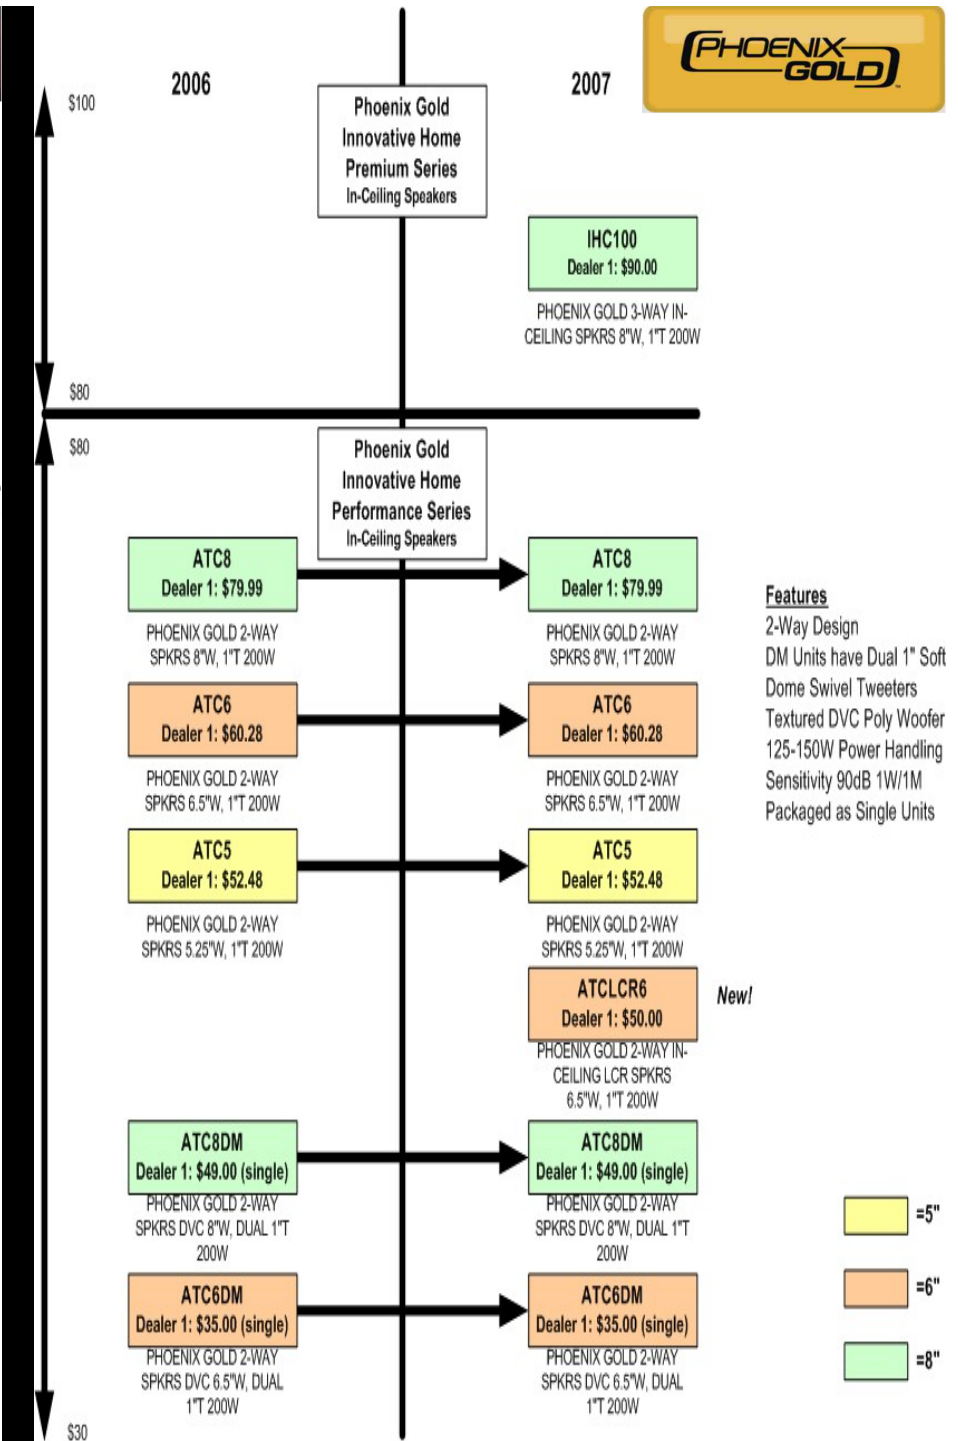 PHOENIX
GOLD
2006
2007
$100
Phoenix Gold
Innovative Home
Premium Series
In-Ceiling Speakers
IHC100
Dealer 1: $90.00
PHOENIX GOLD 3-WAY IN-
CEILING SPKRS 8"W, 1"T 200W
$80
$80
Phoenix Gold
Innovative Home
Performance Series
In-Ceiling Speakers
ATC8
Dealer 1: $79.99
PHOENIX GOLD 2-WAY
SPKRS 8"W, 1"T 200W
ATC8
Dealer 1: $79.99
PHOENIX GOLD 2-WAY
SPKRS 8"W, 1"T 200W
ATC6
Dealer 1: $60.28
PHOENIX GOLD 2-WAY
SPKRS 6.5"W, 1"T 200W
ATC6
Dealer 1: $60.28
PHOENIX GOLD 2-WAY
SPKRS 6.5"W, 1"T 200W
ATC5
Dealer 1: $52.48
PHOENIX GOLD 2-WAY
SPKRS 5.25"W, 1"T 200W
ATC5
Dealer 1: $52.48
PHOENIX GOLD 2-WAY
SPKRS 5.25"W, 1"T 200W
ATCLCR6
Dealer 1: $50.00
New!
PHOENIX GOLD 2-WAY IN-
CEILING LCR SPKRS
6.5"W, 1"T 200W
ATC8DM
Dealer 1: $49.00 (single)
PHOENIX GOLD 2-WAY
SPKRS DVC 8"W, DUAL 1"T
200W
ATC8DM
Dealer 1: $49.00 (single)
PHOENIX GOLD 2-WAY
SPKRS DVC 8"W, DUAL 1"T
200W
ATC6DM
Dealer 1: $35.00 (single)
PHOENIX GOLD 2-WAY
SPKRS DVC 6.5"W, DUAL
1"T 200W
ATC6DM
Dealer 1: $35.00 (single)
PHOENIX GOLD 2-WAY
SPKRS DVC 6.5"W, DUAL
1"T 200W
$30
Features
2-Way Design
DM Units have Dual 1" Soft
Dome Swivel Tweeters
Textured DVC Poly Woofer
125-150W Power Handling
Sensitivity 90dB 1W/1M
Packaged as Single Units
=5"
=6"
=8"